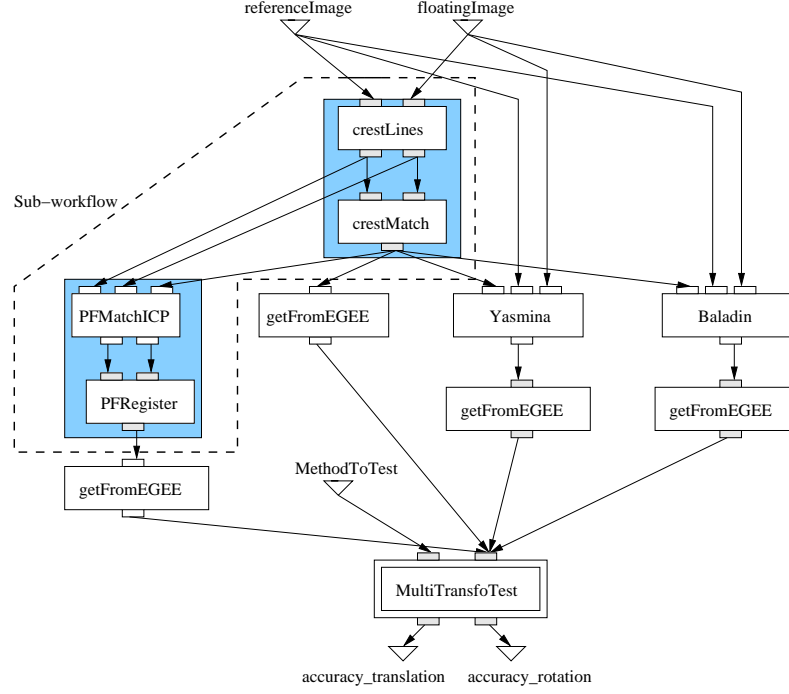 referenceImage
floatingImage
crestLines
Sub-workflow
crestMatch
PFMatchICP
getFromEGEE
Yasmina
Baladin
PFRegister
getFromEGEE
getFromEGEE
MethodToTest
getFromEGEE
MultiTransfoTest
accuracy_translation
accuracy_rotation